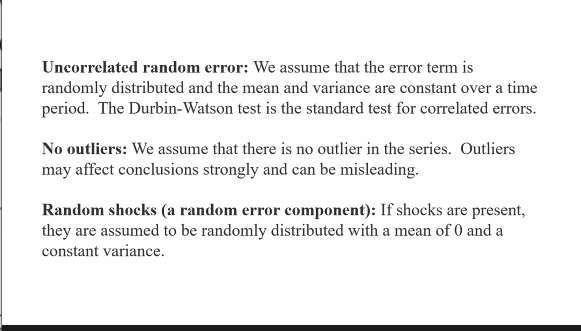 Uncorrelated random error: We assume that the error term is
randomly distributed and the mean and variance are constant over a time
period.  The Durbin-Watson test is the standard test for correlated errors.
No outliers: We assume that there is no outlier in the series.  Outliers
may affect conclusions strongly and can be misleading.
Random shocks (a random error component): If shocks are present,
they are assumed to be randomly distributed with a mean of 0 and a
constant variance.